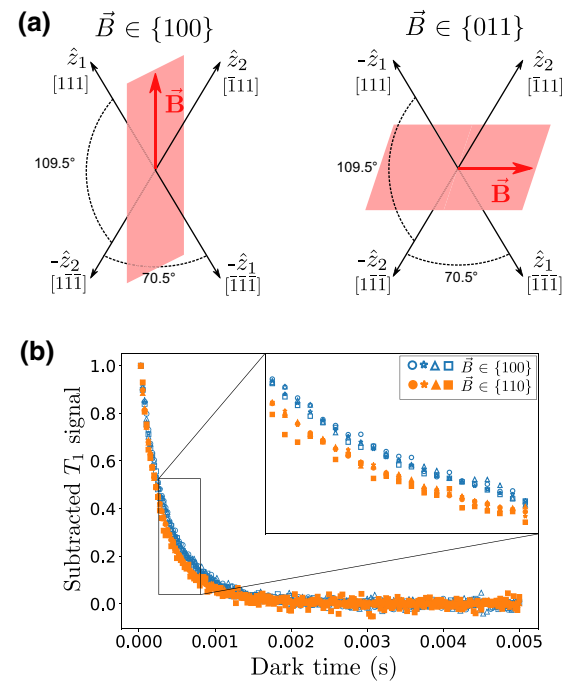 (a)
B⃗ ∈ {100}
B⃗ ∈ {011}
ẑ₁
ẑ₂
-ẑ₁
ẑ₂
[111]
[1̄11]
[111]
[1̄11]
B⃗
109.5°
109.5°
B⃗
-ẑ₂
-ẑ₁
-ẑ₂
ẑ₁
[11̄1̄]
70.5°
[1̄1̄1̄]
[11̄1̄]
70.5°
[1̄1̄1̄]
(b)
B⃗ ∈ {100}
B⃗ ∈ {110}
Subtracted T₁ signal
1.0
0.8
0.6
0.4
0.2
0.0
0.000
0.001
0.002
0.003
0.004
0.005
Dark time (s)